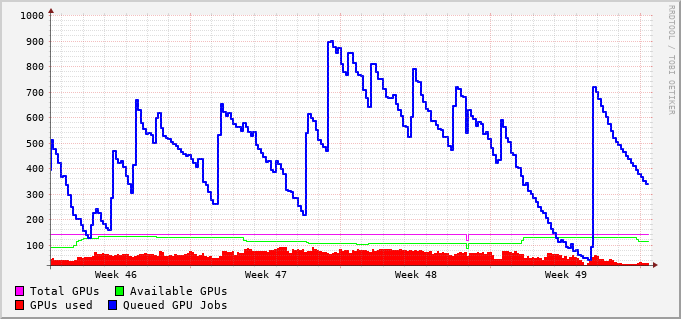 1000
900
800
700
600
500
400
300
200
100
Week 46 Week 47 Week 48 Week 49
Total GPUs Available GPUs
GPUs used Queued GPU Jobs
RRDTOOL / TOBI OETIKER